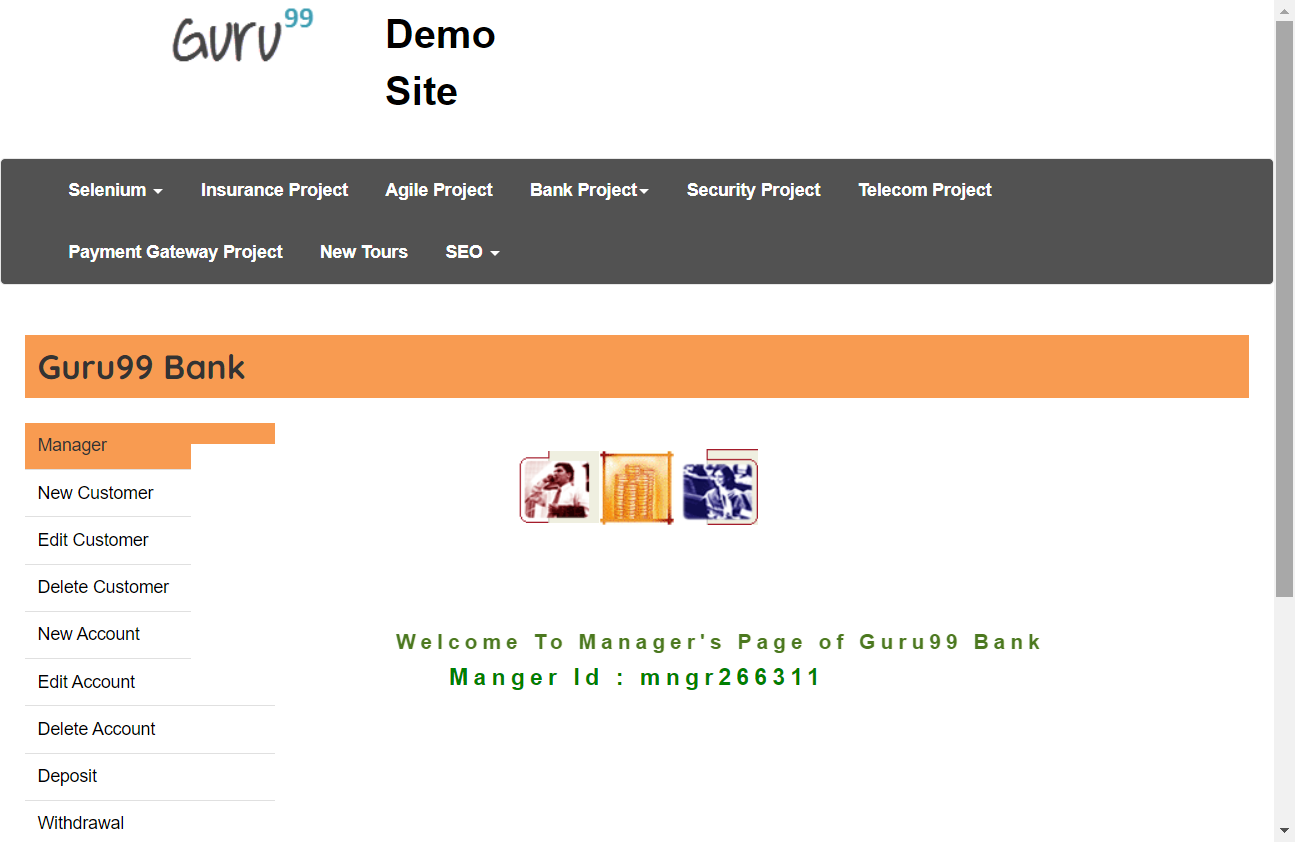 Guru99
Demo
Site
Selenium Insurance Project Agile Project Bank Project Security Project Telecom Project
Payment Gateway Project New Tours SEO
Guru99 Bank
Manager
New Customer
Edit Customer
Delete Customer
New Account
Edit Account
Delete Account
Deposit
Withdrawal
Welcome To Manager's Page of Guru99 Bank
Manger Id : mngr266311